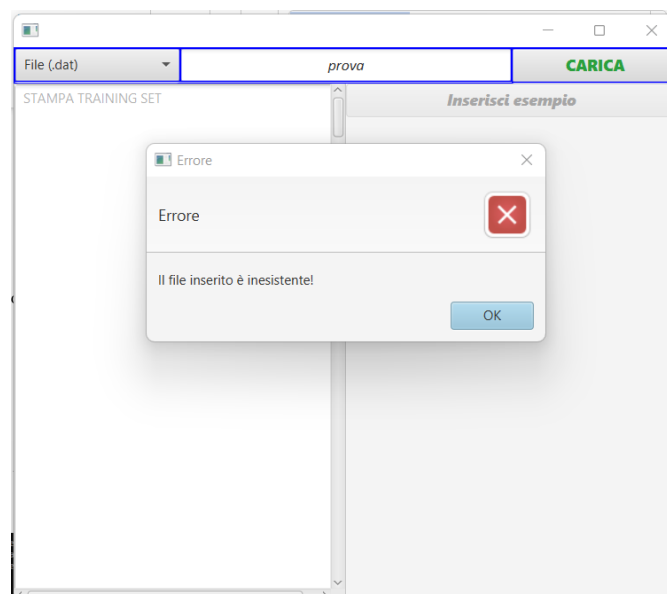 File (.dat)
prova
CARICA
STAMPA TRAINING SET
Inserisci esempio
Errore
Errore
Il file inserito è inesistente!
OK